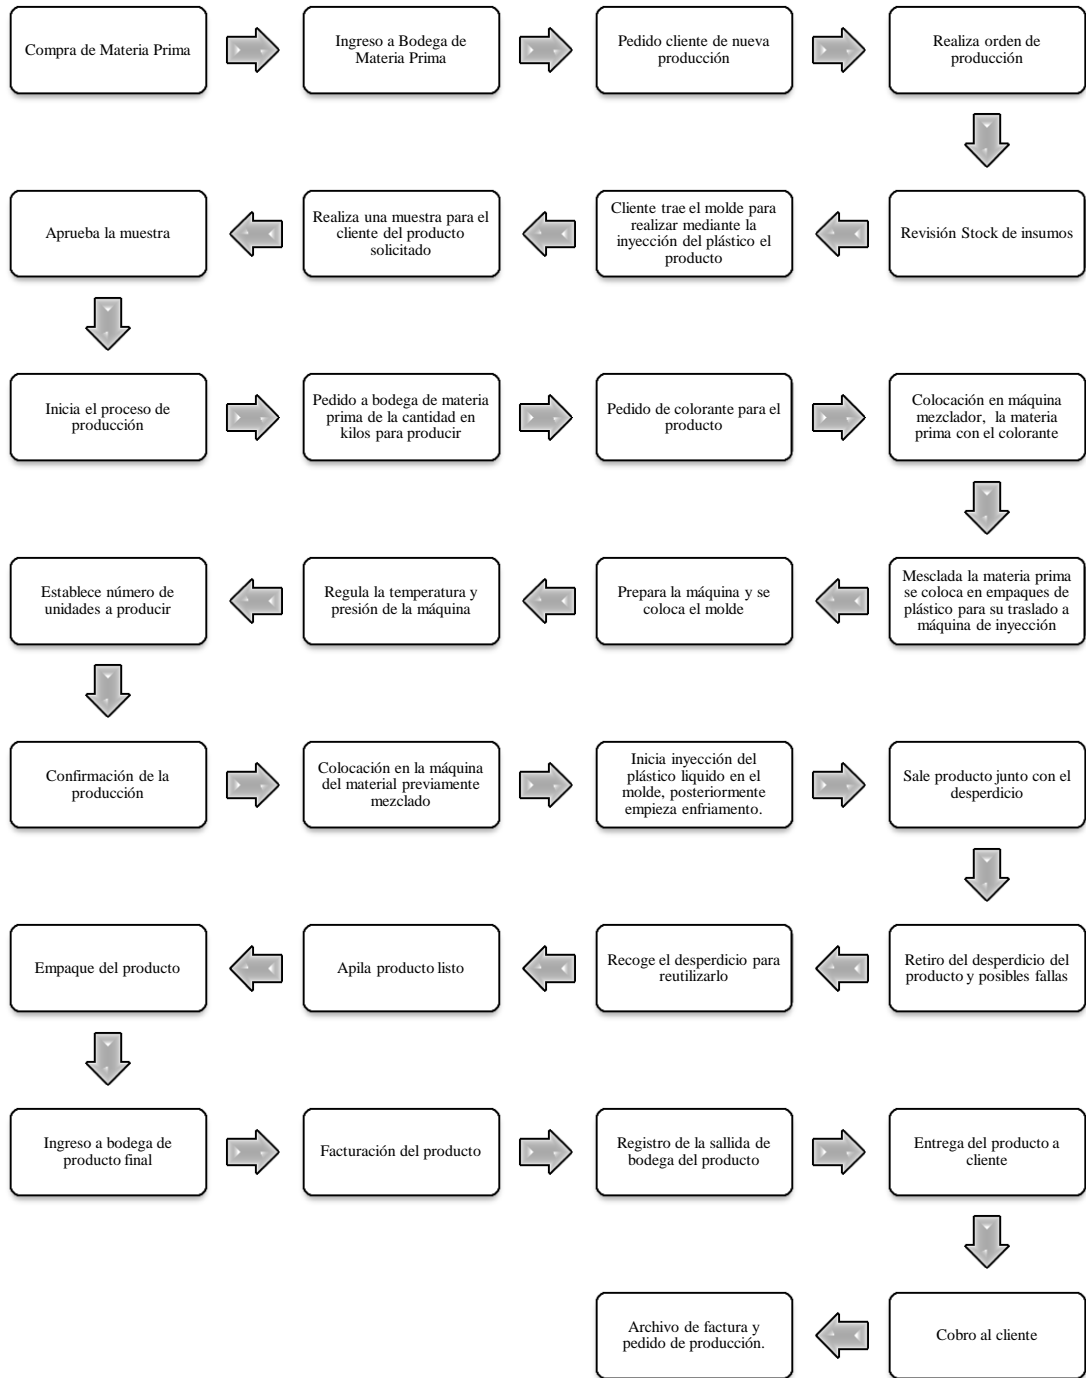 Compra de Materia Prima
Ingreso a Bodega de
Materia Prima
Pedido cliente de nueva
producción
Realiza orden de
producción
Revisión Stock de insumos
Cliente trae el molde para
realizar mediante la
inyección del plástico el
producto
Realiza una muestra para el
cliente del producto
solicitado
Aprueba la muestra
Inicia el proceso de
producción
Pedido a bodega de materia
prima de la cantidad en
kilos para producir
Pedido de colorante para el
producto
Colocación en máquina
mezclador, la materia
prima con el colorante
Mesclada la materia prima
se coloca en empaques de
plástico para su traslado a
máquina de inyección
Prepara la máquina y se
coloca el molde
Regula la temperatura y
presión de la máquina
Establece número de
unidades a producir
Confirmación de la
producción
Colocación en la máquina
del material previamente
mezclado
Inicia inyección del
plástico liquido en el
molde, posteriormente
empieza enfriamento.
Sale producto junto con el
desperdicio
Retiro del desperdicio del
producto y posibles fallas
Recoge el desperdicio para
reutilizarlo
Apila producto listo
Empaque del producto
Ingreso a bodega de
producto final
Facturación del producto
Registro de la sallida de
bodega del producto
Entrega del producto a
cliente
Cobro al cliente
Archivo de factura y
pedido de producción.